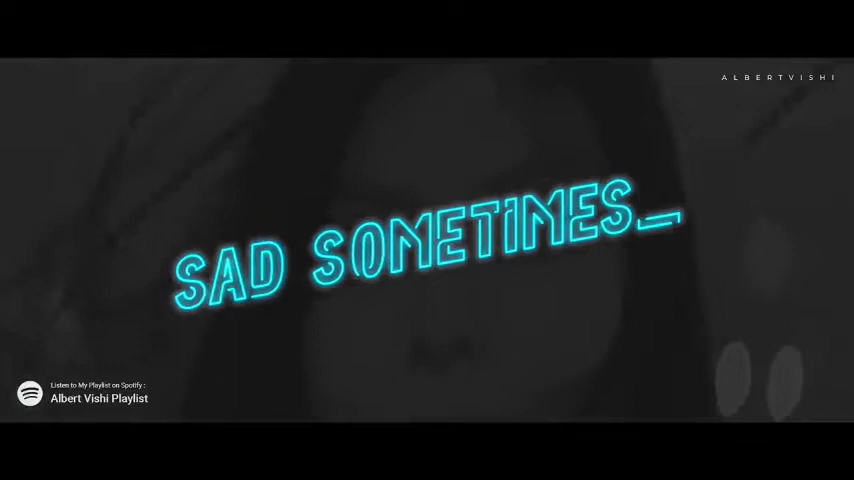 ALBERTVISHI
SAD SOMETIMES_
Listen to My Playlist on Spotify :
Albert Vishi Playlist